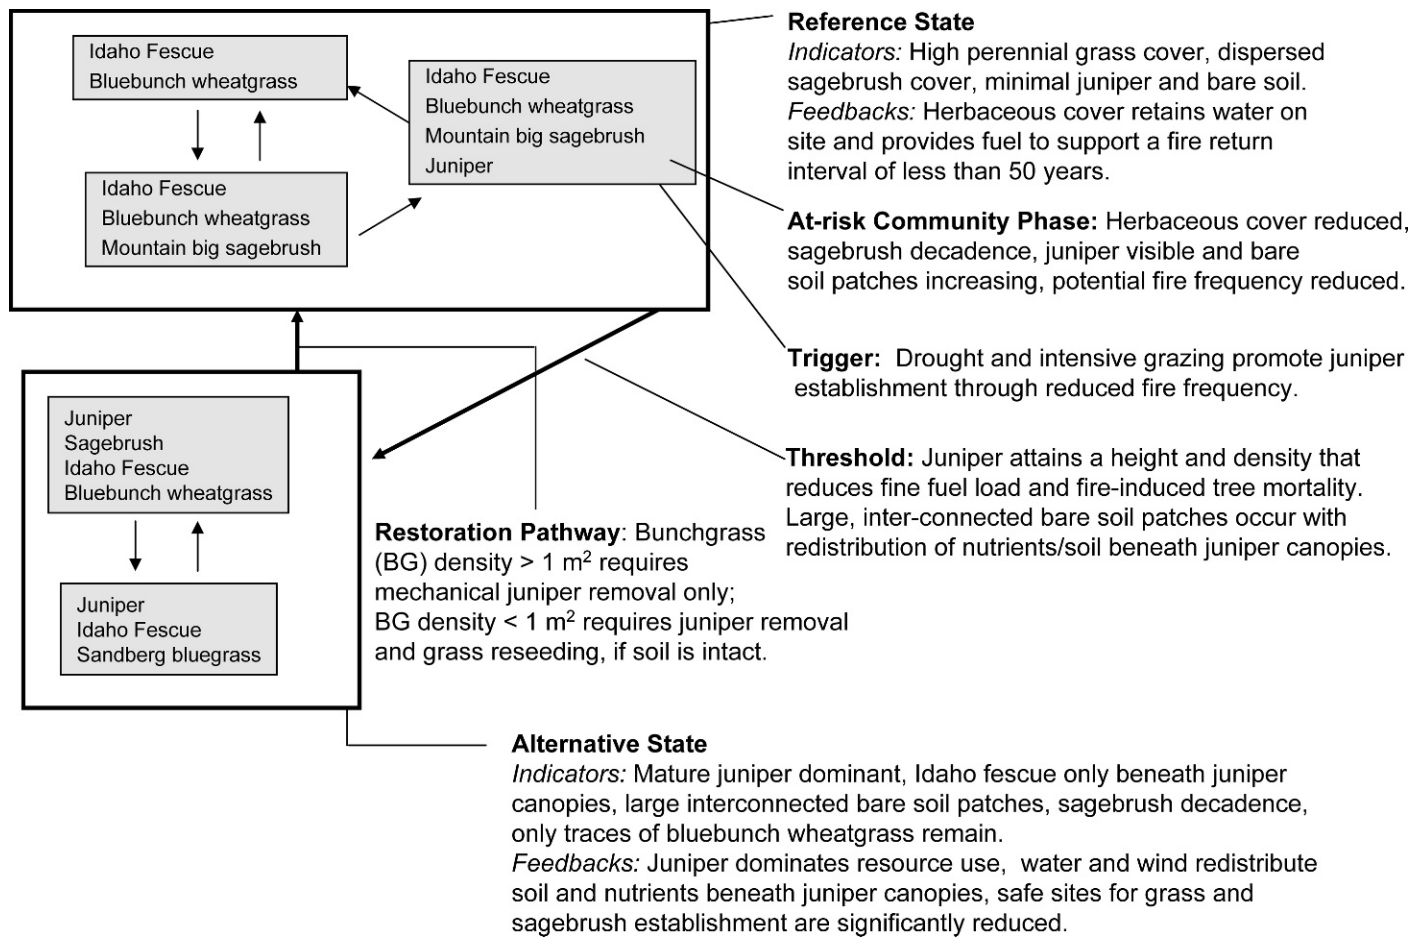 Idaho Fescue
Bluebunch wheatgrass
Idaho Fescue
Bluebunch wheatgrass
Mountain big sagebrush
Juniper
Idaho Fescue
Bluebunch wheatgrass
Mountain big sagebrush
Reference State
Indicators: High perennial grass cover, dispersed
sagebrush cover, minimal juniper and bare soil.
Feedbacks: Herbaceous cover retains water on
site and provides fuel to support a fire return
interval of less than 50 years.
At-risk Community Phase: Herbaceous cover reduced,
sagebrush decadence, juniper visible and bare
soil patches increasing, potential fire frequency reduced.
Trigger: Drought and intensive grazing promote juniper
establishment through reduced fire frequency.
Threshold: Juniper attains a height and density that
reduces fine fuel load and fire-induced tree mortality.
Large, inter-connected bare soil patches occur with
redistribution of nutrients/soil beneath juniper canopies.
Juniper
Sagebrush
Idaho Fescue
Bluebunch wheatgrass
Juniper
Idaho Fescue
Sandberg bluegrass
Restoration Pathway: Bunchgrass
(BG) density > 1 m² requires
mechanical juniper removal only;
BG density < 1 m² requires juniper removal
and grass reseeding, if soil is intact.
Alternative State
Indicators: Mature juniper dominant, Idaho fescue only beneath juniper
canopies, large interconnected bare soil patches, sagebrush decadence,
only traces of bluebunch wheatgrass remain.
Feedbacks: Juniper dominates resource use, water and wind redistribute
soil and nutrients beneath juniper canopies, safe sites for grass and
sagebrush establishment are significantly reduced.